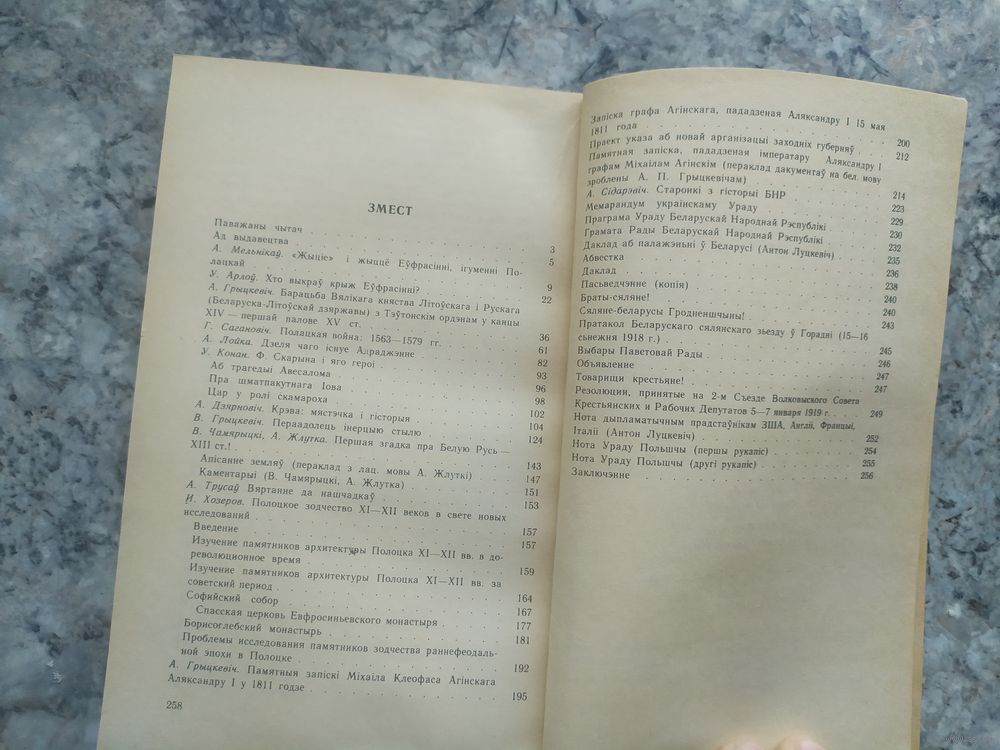 ЗМЕСТ
Паважаны чытач . . . 3
Ад выдавецтва . . . 5
А. Мельнікаў. «Жыціе» і жыццё Еўфрасінні, ігуменні По-
лацкай . . . 9
У. Арлоў. Хто выкраў крыж Еўфрасінні? . . . 22
А. Грыцкевіч. Барацьба Вялікага княства Літоўскага і Рускага
(Беларуска-Літоўскай дзяржавы) з Тэўтонскім ордэнам у канцы
XIV — першай палове XV ст. . . . 36
Г. Сагановіч. Полацкая война: 1563—1579 гг. . . . 61
А. Лойка. Дзеля чаго існуе Адраджэнне . . . 82
У. Конан. Ф. Скарына і яго героі . . . 93
Аб трагедыі Авесалома . . . 96
Пра шматпакутнага Іова . . . 98
Цар у ролі скамароха . . . 102
А. Дзярновіч. Крэва: мястэчка і гісторыя . . . 104
В. Грыцкевіч. Пераадолець інерцыю стылю . . . 124
В. Чамярыцкі, А. Жлутка. Першая згадка пра Белую Русь —
XIII ст.! . . . 143
Апісанне земляў (пераклад з лац. мовы А. Жлуткі) . . . 147
Каментарыі (В. Чамярыцкі, А. Жлутка) . . . 151
А. Трусаў Вяртанне да нашчадкаў . . . 153
И. Хозеров. Полоцкое зодчество XI—XII веков в свете новых
исследований . . . 157
Введение . . . 157
Изучение памятников архитектуры Полоцка XI—XII вв. в до-
революционное время . . . 159
Изучение памятников архитектуры Полоцка XI—XII вв. за
советский период . . . 164
Софийский собор . . . 167
Спасская церковь Евфросиньевского монастыря . . . 177
Борисоглебский монастырь . . . 181
Проблемы исследования памятников зодчества раннефеодаль-
ной эпохи в Полоцке . . . 192
А. Грыцкевіч. Памятныя запіскі Міхаіла Клеофаса Агінскага
Аляксандру І у 1811 годзе . . . 195
258
Запіска графа Агінскага, пададзеная Аляксандру І 15 мая
1811 года . . . 200
Праект указа аб новай арганізацыі заходніх губерняў . . . 212
Памятная запіска, пададзеная імператару Аляксандру І
графам Міхаілам Агінскім (пераклад дакументаў на бел. мову
зроблены А. П. Грыцкевічам) . . . 214
А. Сідарэвіч. Старонкі з гісторыі БНР . . . 223
Мемарандум украінскаму Ураду . . . 229
Праграма Ураду Беларускай Народнай Рэспублікі . . . 230
Грамата Рады Беларускай Народнай Рэспублікі . . . 232
Даклад аб палажэньні ў Беларусі (Антон Луцкевіч) . . . 235
Абвестка . . . 236
Даклад . . . 238
Пасьведчэнне (копія) . . . 240
Браты-сяляне! . . . 240
Сяляне-беларусы Гродненшчыны! . . . 243
Пратакол Беларускаго сялянскаго зьезду ў Горадні (15—16
сьнежня 1918 г.) . . . 245
Выбары Паветовай Рады . . . 246
Объявление . . . 247
Товарищи крестьяне! . . . 247
Резолюции, принятые на 2-м Съезде Волковыского Совета
Крестьянских и Рабочих Депутатов 5—7 января 1919 г. . . . 249
Нота дыпламатычным прадстаўнікам ЗША, Англіі, Францыі,
Італіі (Антон Луцкевіч) . . . 252
Нота Ураду Польшчы (першы рукапіс) . . . 254
Нота Ураду Польшчы (другі рукапіс) . . . 255
Заключэнне . . . 256